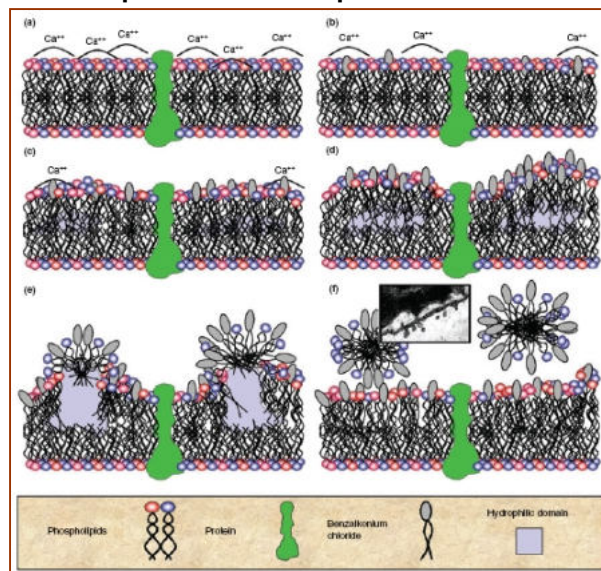 (a)
Ca++
Ca++
Ca++
Ca++
Ca++
Ca++
(b)
Ca++
Ca++
Ca++
(c)
Ca++
Ca++
(d)
(e)
(f)
Phospholipids
Protein
Benzalkonium
chloride
Hydrophilic domain